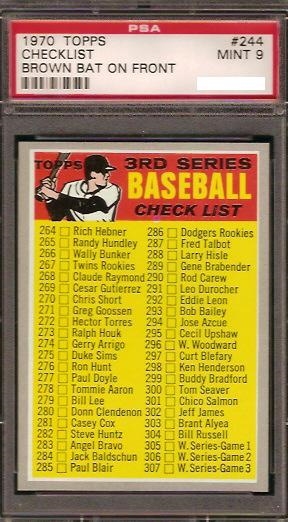 PSA
1970 TOPPS #244
CHECKLIST MINT 9
BROWN BAT ON FRONT
TOPPS 3RD SERIES
BASEBALL
CHECK LIST
264 Rich Hebner
265 Randy Hundley
266 Wally Bunker
267 Twins Rookies
268 Claude Raymond
269 Cesar Gutierrez
270 Chris Short
271 Greg Goossen
272 Hector Torres
273 Ralph Houk
274 Gerry Arrigo
275 Duke Sims
276 Ron Hunt
277 Paul Doyle
278 Tommie Aaron
279 Bill Lee
280 Donn Clendenon
281 Casey Cox
282 Steve Huntz
283 Angel Bravo
284 Jack Baldschun
285 Paul Blair
286 Dodgers Rookies
287 Fred Talbot
288 Larry Hisle
289 Gene Brabender
290 Rod Carew
291 Leo Durocher
292 Eddie Leon
293 Bob Bailey
294 Jose Azcue
295 Cecil Upshaw
296 W. Woodward
297 Curt Blefary
298 Ken Henderson
299 Buddy Bradford
300 Tom Seaver
301 Chico Salmon
302 Jeff James
303 Brant Alyea
304 Bill Russell
305 W. Series-Game 1
306 W. Series-Game 2
307 W. Series-Game 3